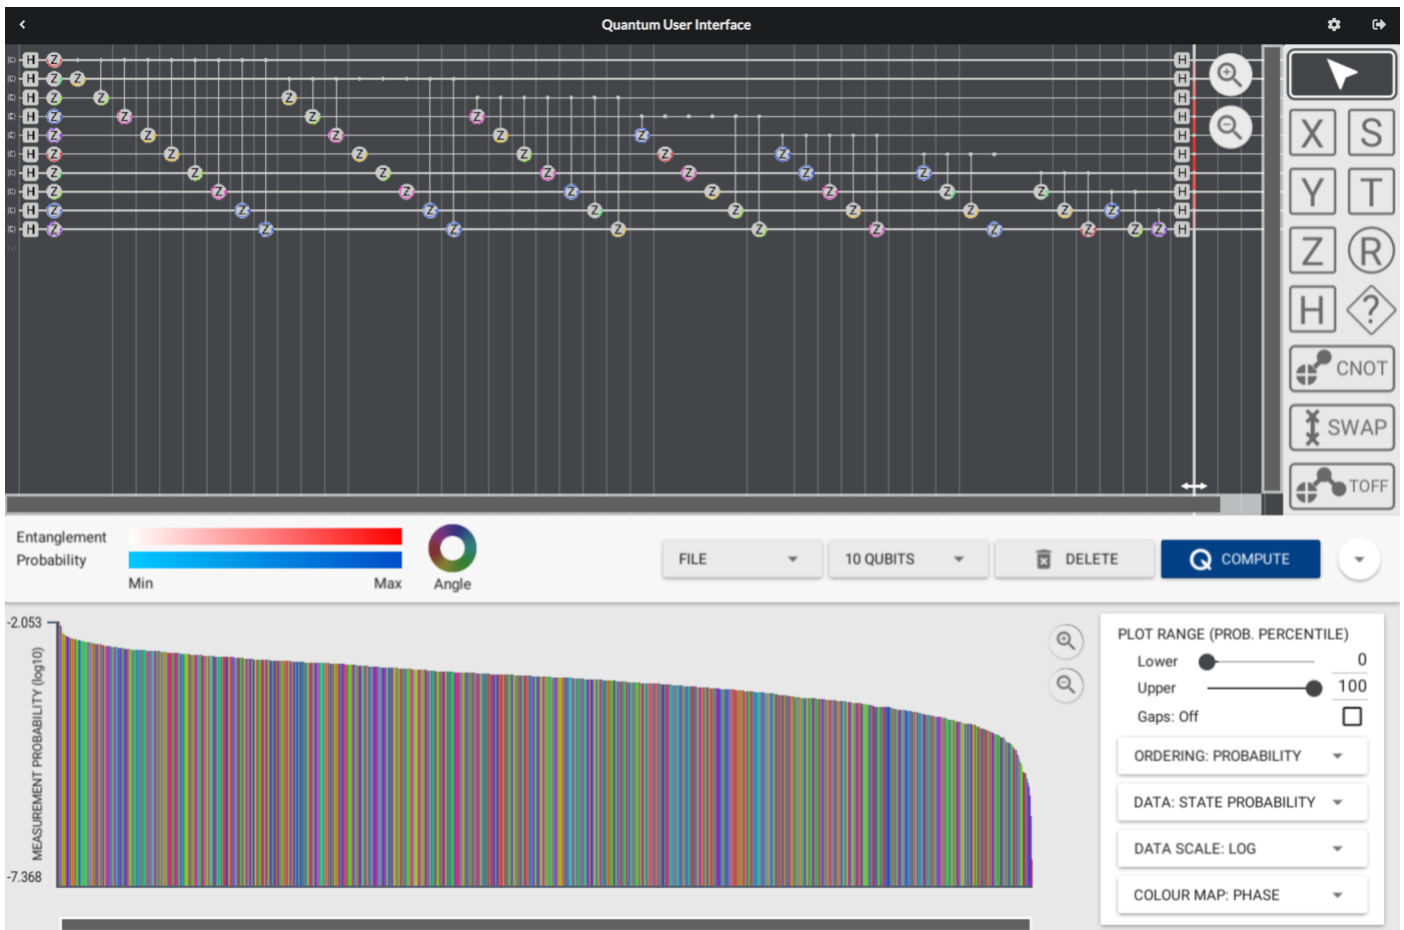 Quantum User Interface
H Z
H Z Z Z
H Z Z Z Z
H Z Z Z Z
H Z Z Z Z Z
H Z Z Z Z Z
H Z Z Z Z Z Z Z
H Z Z Z Z Z Z Z
H Z Z Z Z Z Z Z Z Z
H Z Z Z Z Z Z Z Z Z Z
H
H
H
H
H
H
H
H
H
H
X S
Y T
Z R
H ?
CNOT
SWAP
TOFF
Entanglement
Probability
Min Max
Angle
FILE
10 QUBITS
DELETE
COMPUTE
-2.053
MEASUREMENT PROBABILITY (log10)
-7.368
PLOT RANGE (PROB. PERCENTILE)
Lower 0
Upper 100
Gaps: Off
ORDERING: PROBABILITY
DATA: STATE PROBABILITY
DATA SCALE: LOG
COLOUR MAP: PHASE